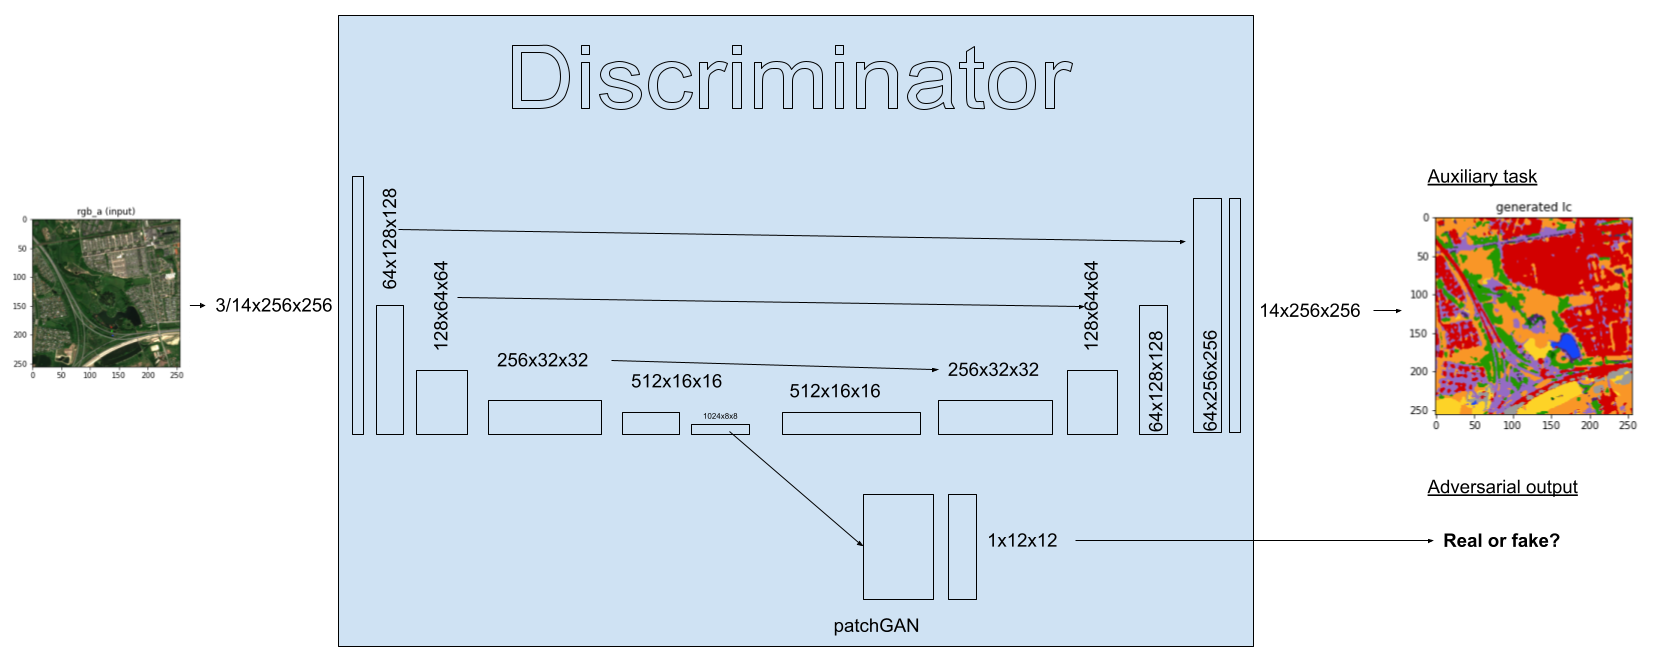 Discriminator
rgb_a (input)
0
50
100
150
200
250
0 50 100 150 200 250
3/14x256x256
64x128x128
128x64x64
256x32x32
512x16x16
1024x8x8
512x16x16
256x32x32
128x64x64
64x128x128
64x256x256
14x256x256
Auxiliary task
generated lc
0
50
100
150
200
250
0 50 100 150 200 250
1x12x12
patchGAN
Adversarial output
Real or fake?